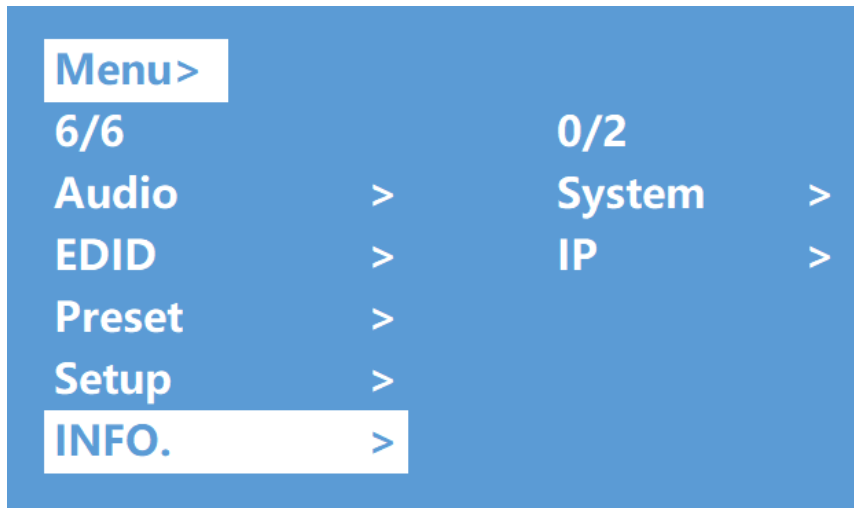 Menu>
6/6 0/2
Audio > System >
EDID > IP >
Preset >
Setup >
INFO. >